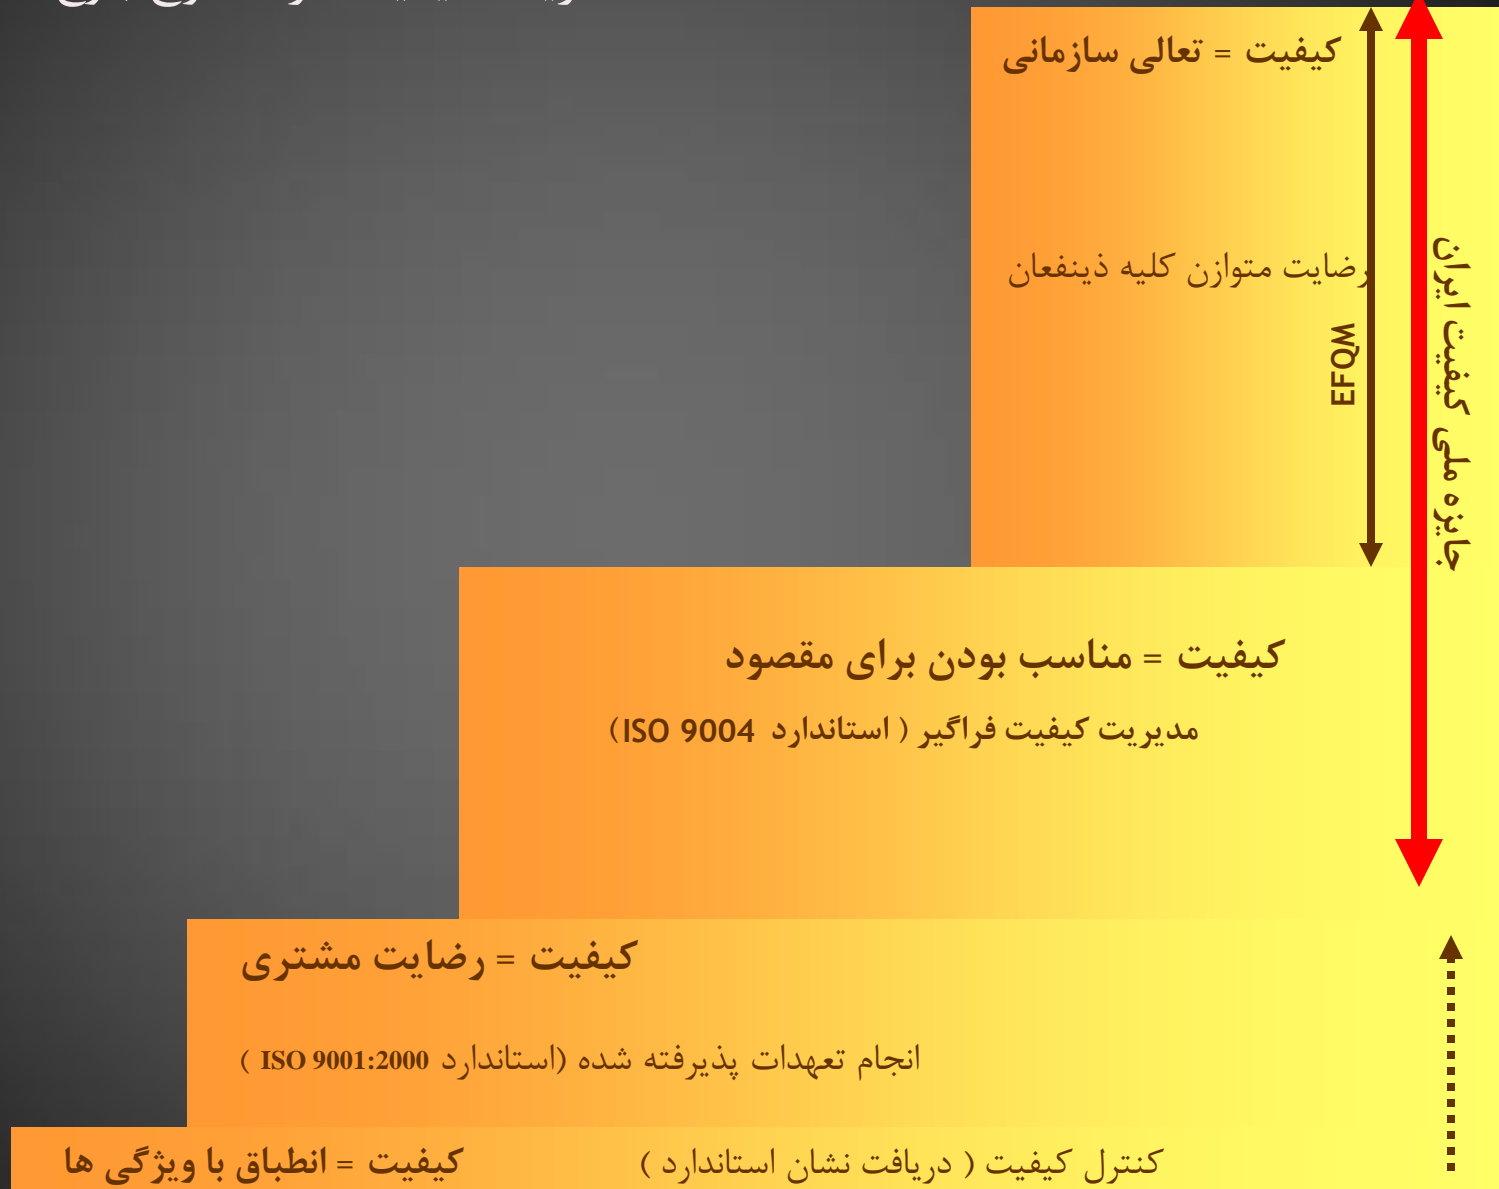 کیفیت = تعالی سازمانی
رضایت متوازن کلیه ذینفعان
EFQM
جایزه ملی کیفیت ایران
کیفیت = مناسب بودن برای مقصود
مدیریت کیفیت فراگیر ( استاندارد ISO 9004)
کیفیت = رضایت مشتری
انجام تعهدات پذیرفته شده (استاندارد ISO 9001:2000 )
کیفیت = انطباق با ویژگی ها
کنترل کیفیت ( دریافت نشان استاندارد )